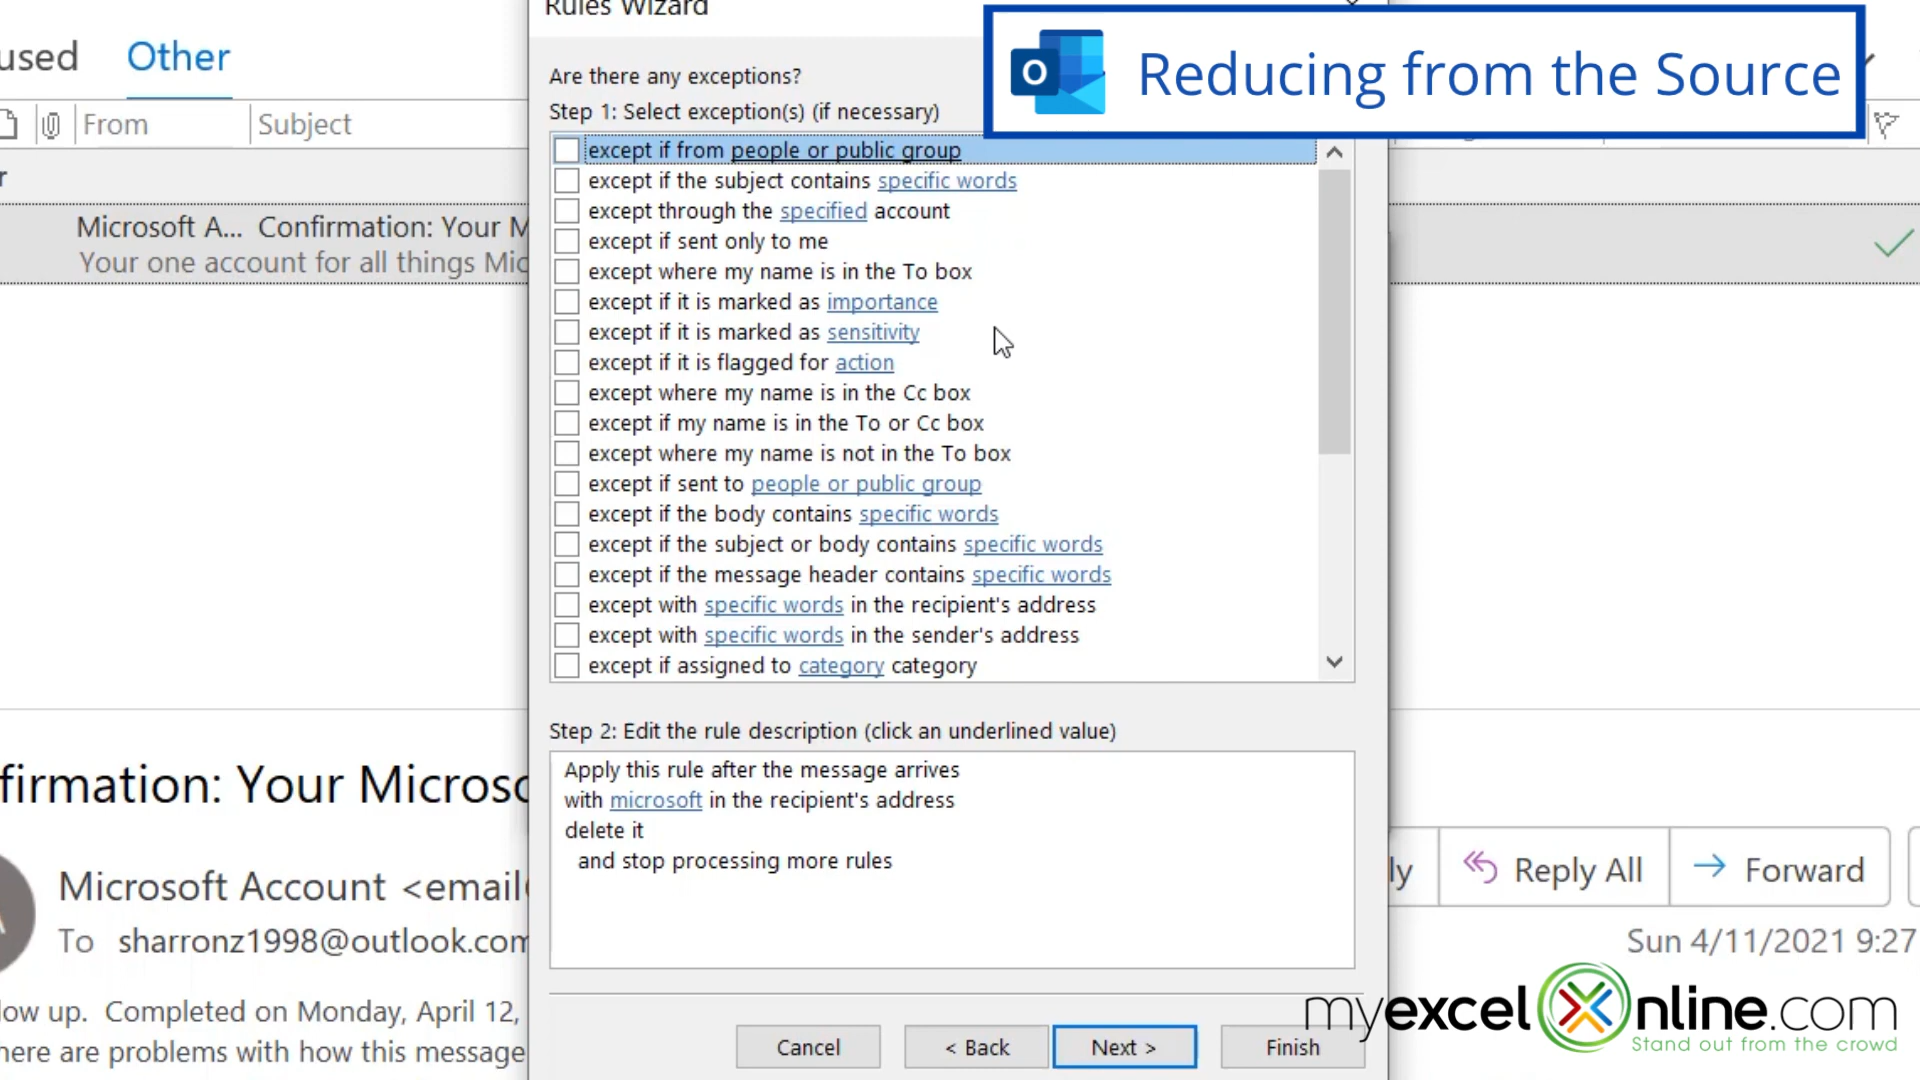 Rules Wizard
Reducing from the Source
used Other
From Subject
r
Microsoft A... Confirmation: Your M
Your one account for all things Mic
Are there any exceptions?
Step 1: Select exception(s) (if necessary)
except if from people or public group
except if the subject contains specific words
except through the specified account
except if sent only to me
except where my name is in the To box
except if it is marked as importance
except if it is marked as sensitivity
except if it is flagged for action
except where my name is in the Cc box
except if my name is in the To or Cc box
except where my name is not in the To box
except if sent to people or public group
except if the body contains specific words
except if the subject or body contains specific words
except if the message header contains specific words
except with specific words in the recipient's address
except with specific words in the sender's address
except if assigned to category category
Step 2: Edit the rule description (click an underlined value)
Apply this rule after the message arrives
with microsoft in the recipient's address
delete it
and stop processing more rules
firmation: Your Microso
Microsoft Account <email
To sharronz1998@outlook.com
low up. Completed on Monday, April 12,
here are problems with how this message
ly Reply All Forward
Sun 4/11/2021 9:27
Cancel < Back Next > Finish
myexcelOnline.com
Stand out from the crowd